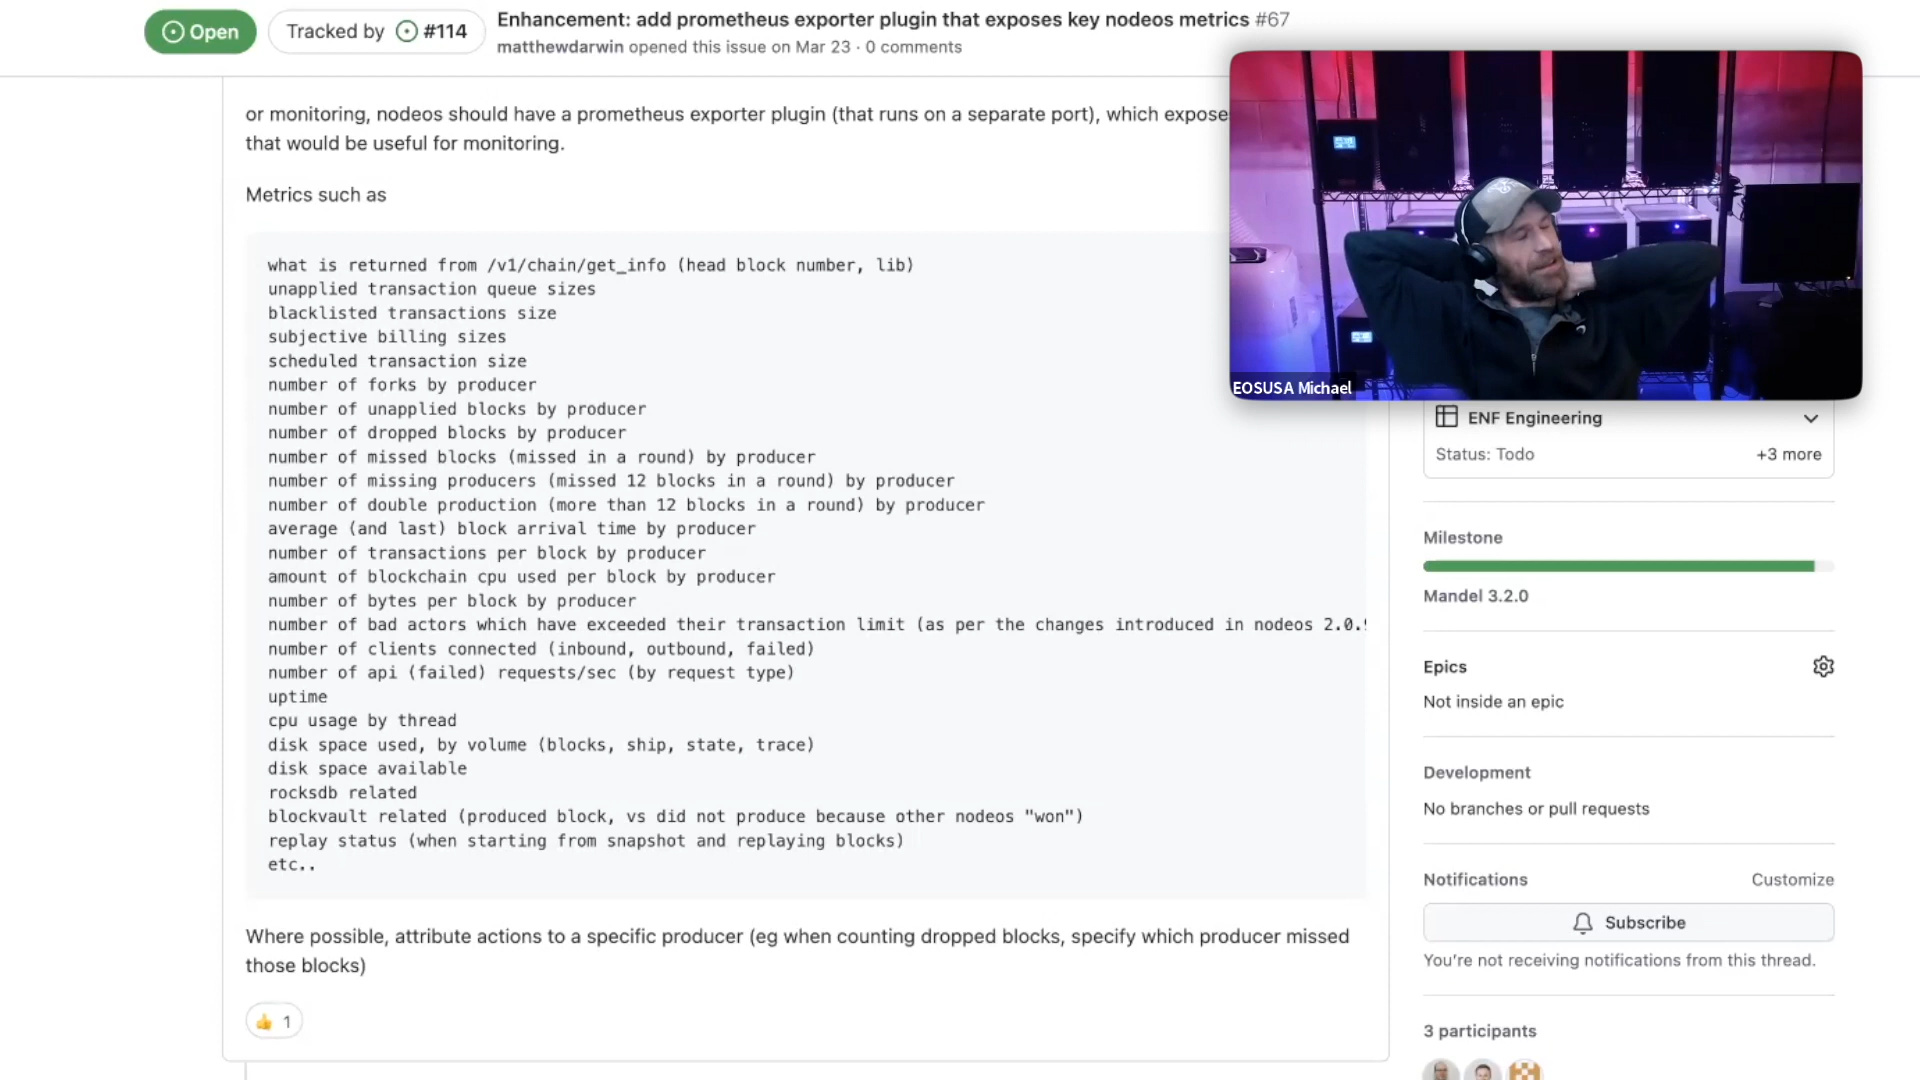 Open
Tracked by #114
Enhancement: add prometheus exporter plugin that exposes key nodeos metrics #67
matthewdarwin opened this issue on Mar 23 · 0 comments
or monitoring, nodeos should have a prometheus exporter plugin (that runs on a separate port), which expose
that would be useful for monitoring.
Metrics such as
what is returned from /v1/chain/get_info (head block number, lib)
unapplied transaction queue sizes
blacklisted transactions size
subjective billing sizes
scheduled transaction size
number of forks by producer
number of unapplied blocks by producer
number of dropped blocks by producer
number of missed blocks (missed in a round) by producer
number of missing producers (missed 12 blocks in a round) by producer
number of double production (more than 12 blocks in a round) by producer
average (and last) block arrival time by producer
number of transactions per block by producer
amount of blockchain cpu used per block by producer
number of bytes per block by producer
number of bad actors which have exceeded their transaction limit (as per the changes introduced in nodeos 2.0.
number of clients connected (inbound, outbound, failed)
number of api (failed) requests/sec (by request type)
uptime
cpu usage by thread
disk space used, by volume (blocks, ship, state, trace)
disk space available
rocksdb related
blockvault related (produced block, vs did not produce because other nodeos "won")
replay status (when starting from snapshot and replaying blocks)
etc..
Where possible, attribute actions to a specific producer (eg when counting dropped blocks, specify which producer missed
those blocks)
👍 1
EOSUSA Michael
ENF Engineering
Status: Todo +3 more
Milestone
Mandel 3.2.0
Epics
Not inside an epic
Development
No branches or pull requests
Notifications Customize
Subscribe
You're not receiving notifications from this thread.
3 participants